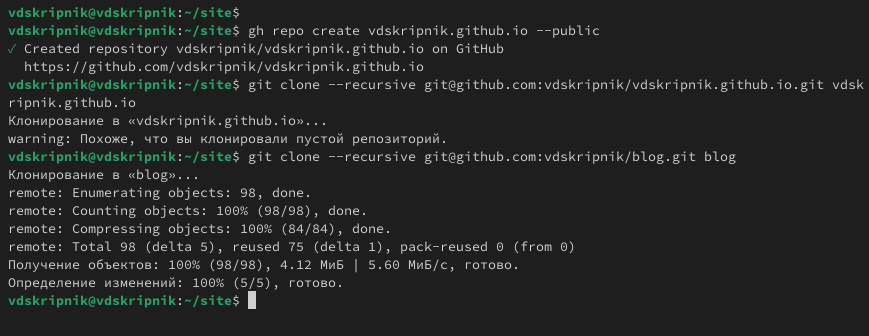 vdskripnik@vdskripnik:~/site$
vdskripnik@vdskripnik:~/site$ gh repo create vdskripnik.github.io --public
✓ Created repository vdskripnik/vdskripnik.github.io on GitHub
  https://github.com/vdskripnik/vdskripnik.github.io
vdskripnik@vdskripnik:~/site$ git clone --recursive git@github.com:vdskripnik/vdskripnik.github.io.git vdsk
ripnik.github.io
Клонирование в «vdskripnik.github.io»...
warning: Похоже, что вы клонировали пустой репозиторий.
vdskripnik@vdskripnik:~/site$ git clone --recursive git@github.com:vdskripnik/blog.git blog
Клонирование в «blog»...
remote: Enumerating objects: 98, done.
remote: Counting objects: 100% (98/98), done.
remote: Compressing objects: 100% (84/84), done.
remote: Total 98 (delta 5), reused 75 (delta 1), pack-reused 0 (from 0)
Получение объектов: 100% (98/98), 4.12 МиБ | 5.60 МиБ/с, готово.
Определение изменений: 100% (5/5), готово.
vdskripnik@vdskripnik:~/site$